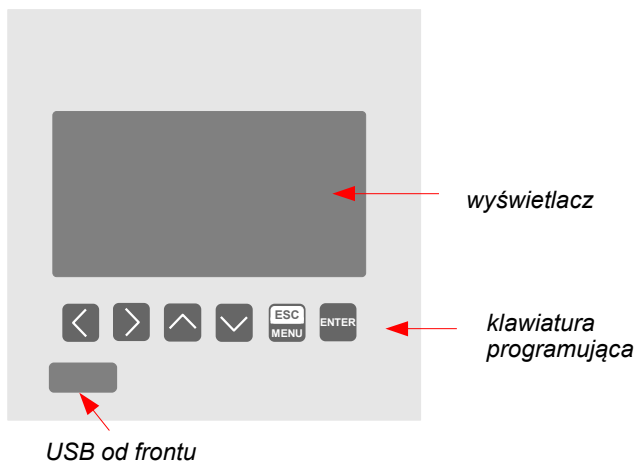 wyświetlacz
ESC
MENU
ENTER
klawiatura
programująca
USB od frontu